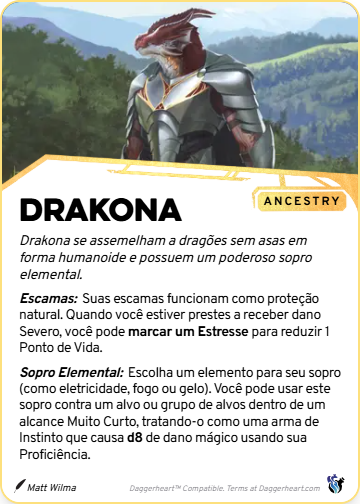 DRAKONA
ANCESTRY
Drakona se assemelham a dragões sem asas em
forma humanoide e possuem um poderoso sopro
elemental.
Escamas: Suas escamas funcionam como proteção
natural. Quando você estiver prestes a receber dano
Severo, você pode marcar um Estresse para reduzir 1
Ponto de Vida.
Sopro Elemental: Escolha um elemento para seu sopro
(como eletricidade, fogo ou gelo). Você pode usar este
sopro contra um alvo ou grupo de alvos dentro de um
alcance Muito Curto, tratando-o como uma arma de
Instinto que causa d8 de dano mágico usando sua
Proficiência.
Matt Wilma
Daggerheart™ Compatible. Terms at Daggerheart.com